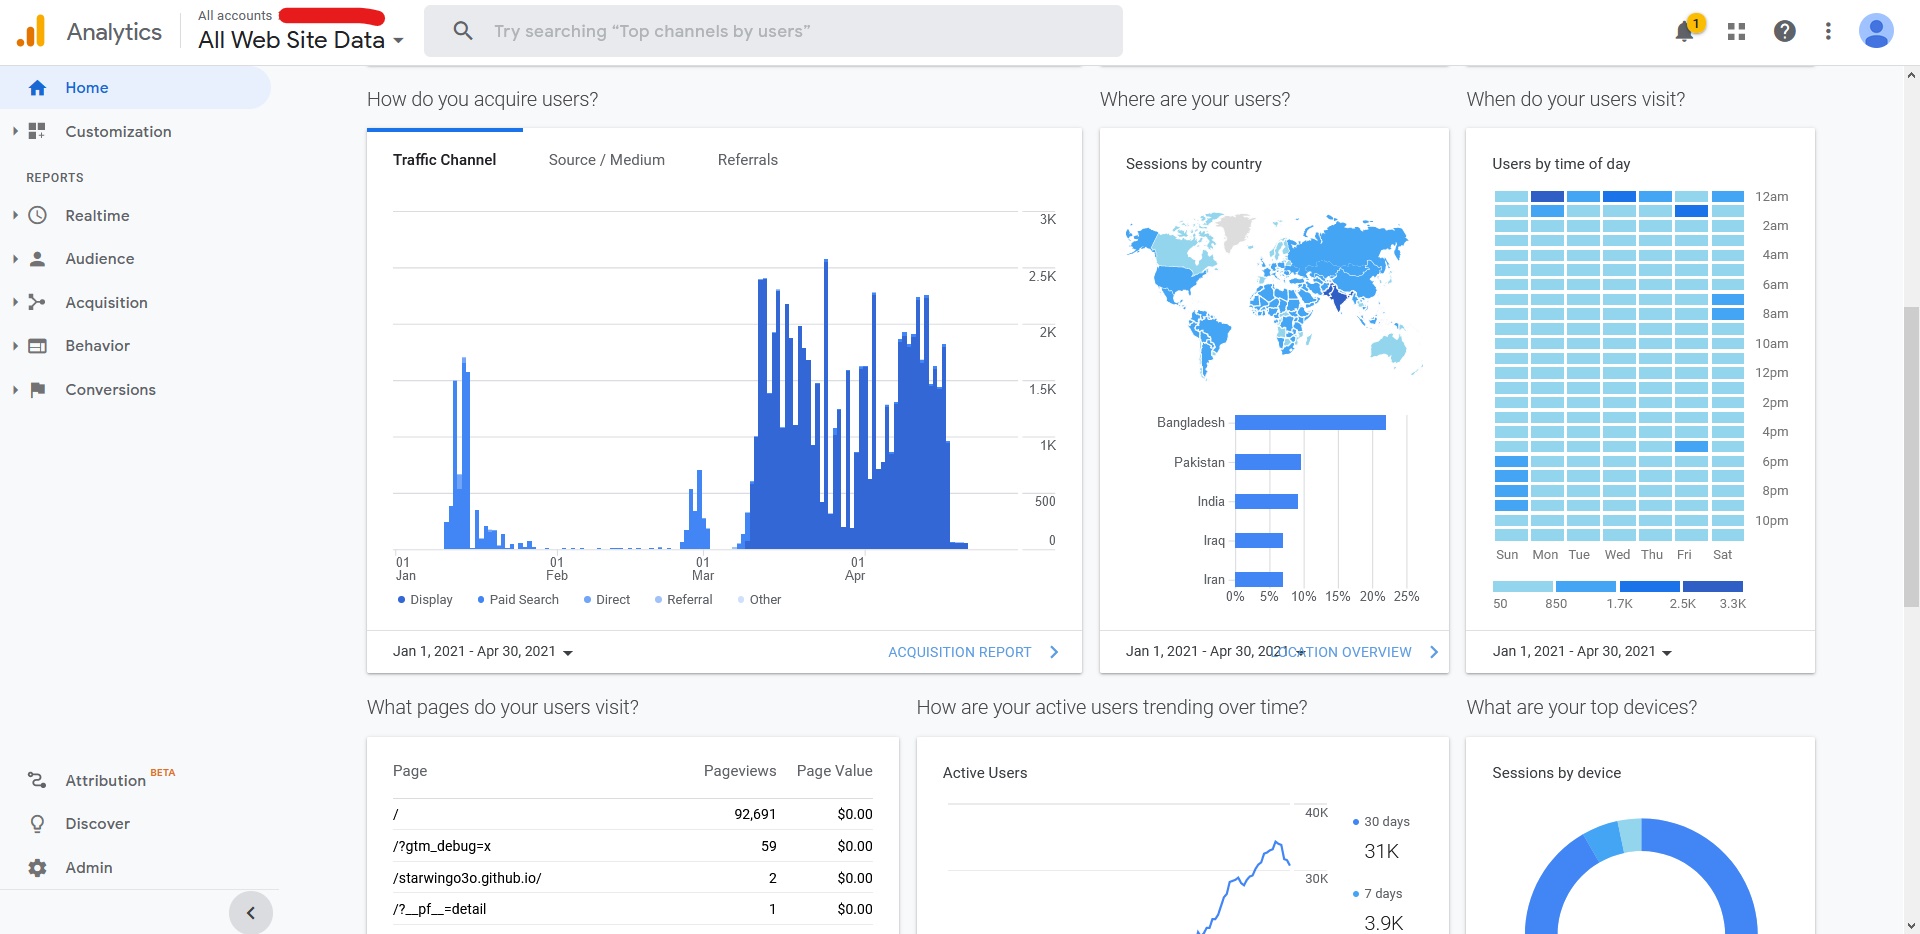 Analytics
All accounts
All Web Site Data
Try searching “Top channels by users”
1
Home
Customization
REPORTS
Realtime
Audience
Acquisition
Behavior
Conversions
Attribution BETA
Discover
Admin
How do you acquire users?
Traffic Channel Source / Medium Referrals
3K
2.5K
2K
1.5K
1K
500
0
01 Jan
01 Feb
01 Mar
01 Apr
Display Paid Search Direct Referral Other
Jan 1, 2021 - Apr 30, 2021
ACQUISITION REPORT
Where are your users?
Sessions by country
Bangladesh
Pakistan
India
Iraq
Iran
0% 5% 10% 15% 20% 25%
Jan 1, 2021 - Apr 30, 2021
LOCATION OVERVIEW
When do your users visit?
Users by time of day
12am
2am
4am
6am
8am
10am
12pm
2pm
4pm
6pm
8pm
10pm
Sun Mon Tue Wed Thu Fri Sat
50 850 1.7K 2.5K 3.3K
Jan 1, 2021 - Apr 30, 2021
What pages do your users visit?
Page Pageviews Page Value
/ 92,691 $0.00
/?gtm_debug=x 59 $0.00
/starwingo3o.github.io/ 2 $0.00
/?__pf__=detail 1 $0.00
How are your active users trending over time?
Active Users
40K
30K
30 days
31K
7 days
3.9K
What are your top devices?
Sessions by device